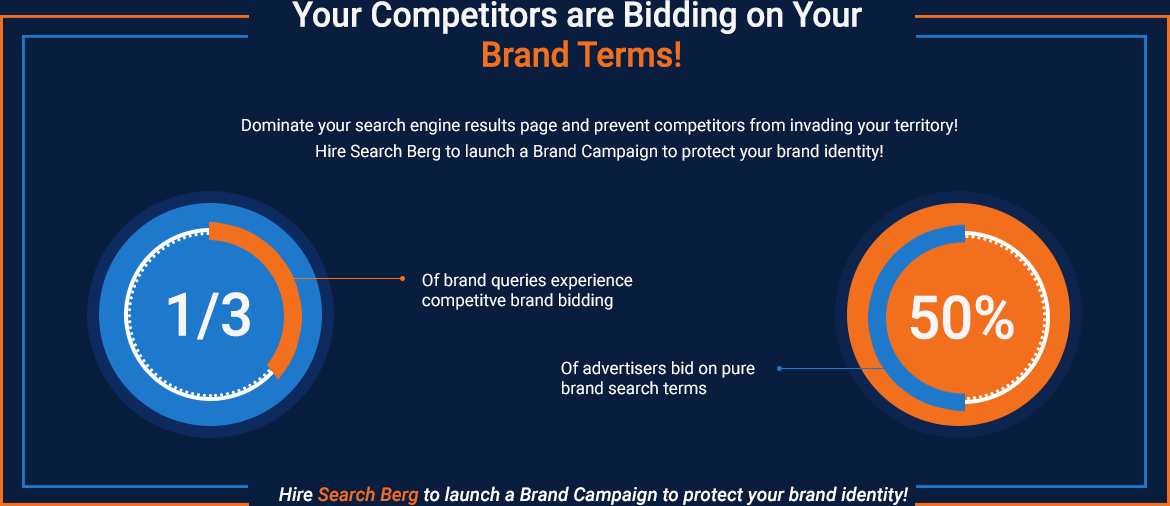 Your Competitors are Bidding on Your
Brand Terms!
Dominate your search engine results page and prevent competitors from invading your territory!
Hire Search Berg to launch a Brand Campaign to protect your brand identity!
1/3
Of brand queries experience
competitve brand bidding
50%
Of advertisers bid on pure
brand search terms
Hire Search Berg to launch a Brand Campaign to protect your brand identity!